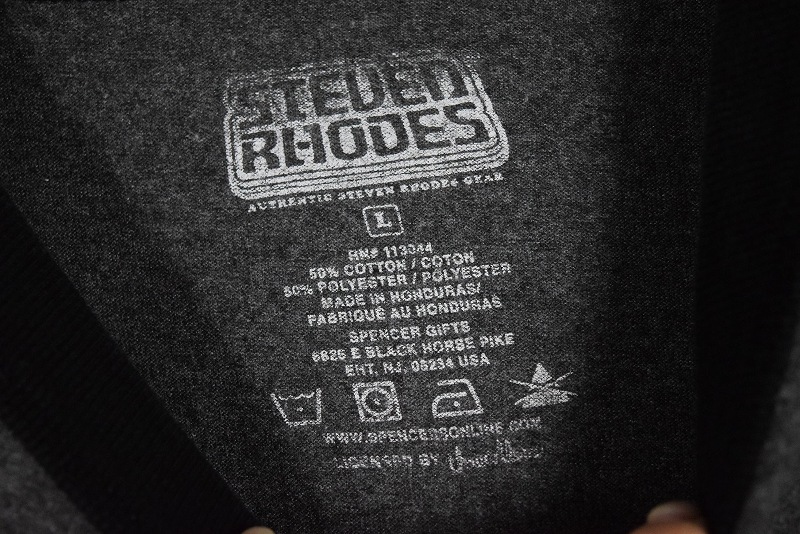 STEVEN
RHODES
AUTHENTIC STEVEN RHODES GEAR
L
RN# 113044
50% COTTON / COTON
50% POLYESTER / POLYESTER
MADE IN HONDURAS/
FABRIQUÉ AU HONDURAS
SPENCER GIFTS
6826 E BLACK HORSE PIKE
EHT, NJ, 08234 USA
WWW.SPENCERSONLINE.COM
LICENSED BY